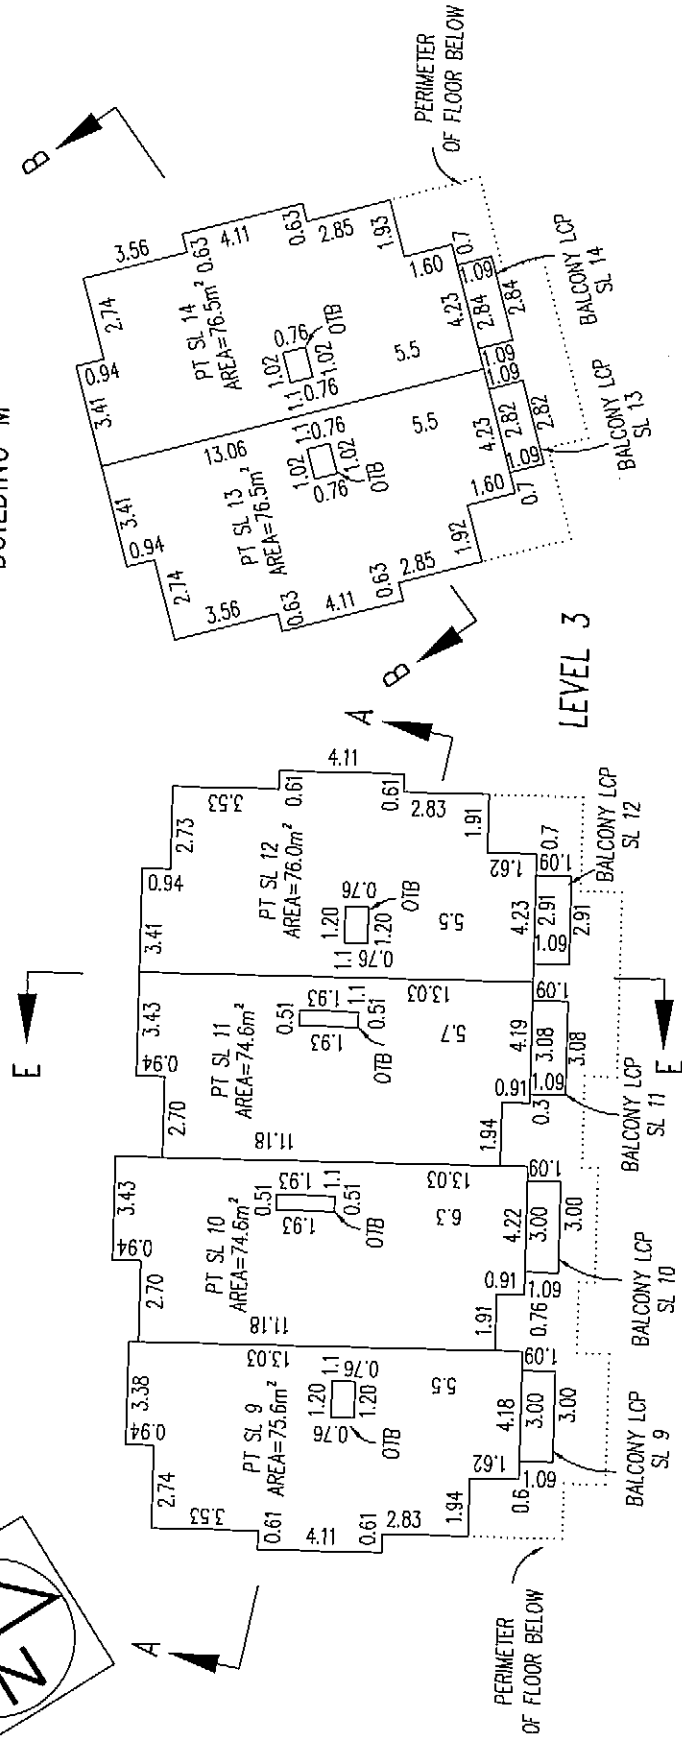 BUILDING M
LEVEL 3
N
A
A
B
B
E
E
PERIMETER
OF FLOOR BELOW
PT SL 9
AREA=75.6m²
3.38
0.94
2.74
3.53
0.61
4.11
0.61
2.83
1.94
1.62
0.6
4.18
3.00
3.00
1.09
1.09
13.03
5.5
1.1
0.76
1.20
1.20
0.76
OTB
BALCONY LCP
SL 9
PT SL 10
AREA=74.6m²
3.43
0.94
2.70
11.18
13.03
1.91
0.91
0.76
4.22
3.00
3.00
1.09
1.09
6.3
0.51
1.93
1.93
1.1
0.51
OTB
BALCONY LCP
SL 10
PT SL 11
AREA=74.6m²
3.43
0.94
2.70
11.18
13.03
1.94
0.91
0.3
4.19
3.08
3.08
1.09
1.09
5.7
0.51
1.93
1.93
1.1
0.51
OTB
BALCONY LCP
SL 11
PT SL 12
AREA=76.0m²
3.41
0.94
2.73
3.53
0.61
4.11
0.61
2.83
1.91
1.62
0.7
4.23
2.91
2.91
1.09
1.09
5.5
1.1
0.76
1.20
1.20
0.76
OTB
BALCONY LCP
SL 12
PT SL 13
AREA=76.5m²
3.41
0.94
2.74
3.56
0.63
4.11
0.63
2.85
1.92
1.60
0.7
4.23
2.82
2.82
1.09
1.09
13.06
5.5
1.1
0.76
1.02
1.02
0.76
OTB
BALCONY LCP
SL 13
PT SL 14
AREA=76.5m²
3.41
0.94
2.74
3.56
0.63
4.11
0.63
2.85
1.93
1.60
0.7
4.23
2.84
2.84
1.09
1.09
5.5
1.1
0.76
1.02
1.02
0.76
OTB
BALCONY LCP
SL 14
PERIMETER
OF FLOOR BELOW